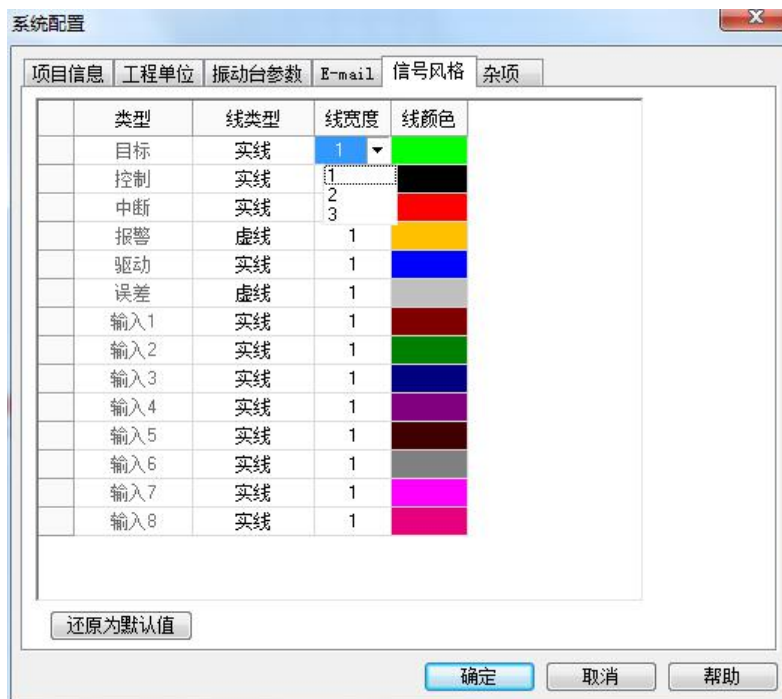 系统配置
项目信息 工程单位 振动台参数 E-mail 信号风格 杂项
类型 线类型 线宽度 线颜色
目标 实线 1
控制 实线 1
中断 实线 2
3
报警 虚线 1
驱动 实线 1
误差 虚线 1
输入1 实线 1
输入2 实线 1
输入3 实线 1
输入4 实线 1
输入5 实线 1
输入6 实线 1
输入7 实线 1
输入8 实线 1
还原为默认值
确定 取消 帮助